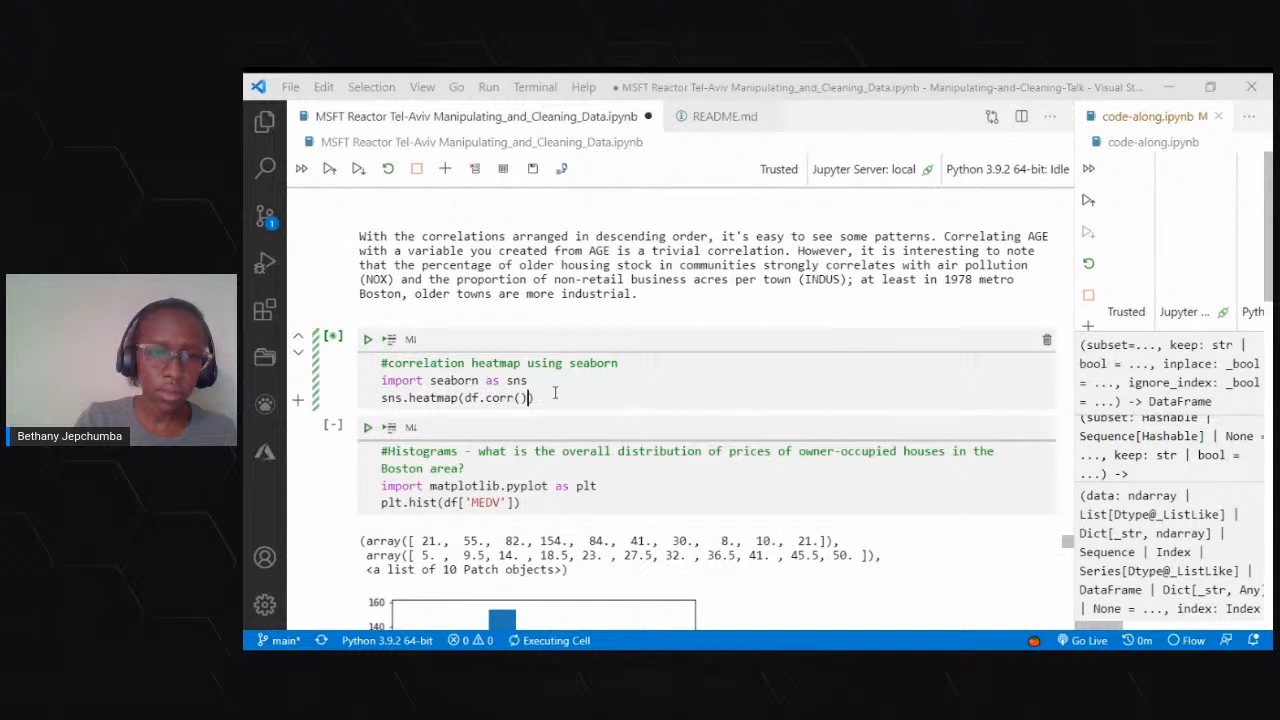 File Edit Selection View Go Run Terminal Help ● MSFT Reactor Tel-Aviv Manipulating_and_Cleaning_Data.ipynb - Manipulating-and-Cleaning-Talk - Visual St...
MSFT Reactor Tel-Aviv Manipulating_and_Cleaning_Data.ipynb ●
README.md
MSFT Reactor Tel-Aviv Manipulating_and_Cleaning_Data.ipynb
Trusted
Jupyter Server: local
Python 3.9.2 64-bit: Idle
With the correlations arranged in descending order, it's easy to see some patterns. Correlating AGE
with a variable you created from AGE is a trivial correlation. However, it is interesting to note
that the percentage of older housing stock in communities strongly correlates with air pollution
(NOX) and the proportion of non-retail business acres per town (INDUS); at least in 1978 metro
Boston, older towns are more industrial.
[*]
M↓
#correlation heatmap using seaborn
import seaborn as sns
sns.heatmap(df.corr())
[-]
M↓
#Histograms - what is the overall distribution of prices of owner-occupied houses in the
Boston area?
import matplotlib.pyplot as plt
plt.hist(df['MEDV'])
(array([ 21., 55., 82., 154., 84., 41., 30., 8., 10., 21.]),
array([ 5. , 9.5, 14. , 18.5, 23. , 27.5, 32. , 36.5, 41. , 45.5, 50. ]),
<a list of 10 Patch objects>)
160
140
code-along.ipynb M
code-along.ipynb
Trusted
Jupyter ...
Pyth
(subset=..., keep: str |
bool = ..., inplace: _bool
= ..., ignore_index: _bool
= ...) -> DataFrame
(subset: Hashable |
Sequence[Hashable] | None =
..., keep: str | bool =
...) ->
(data: ndarray |
List[Dtype@_ListLike] |
Dict[_str, ndarray] |
Sequence | Index |
Series[Dtype@_ListLike] |
DataFrame | Dict[_str, Any]
| None = ..., index: Index
1
Bethany Jepchumba
main*
Python 3.9.2 64-bit
0
0
Executing Cell
Go Live
0m
Flow